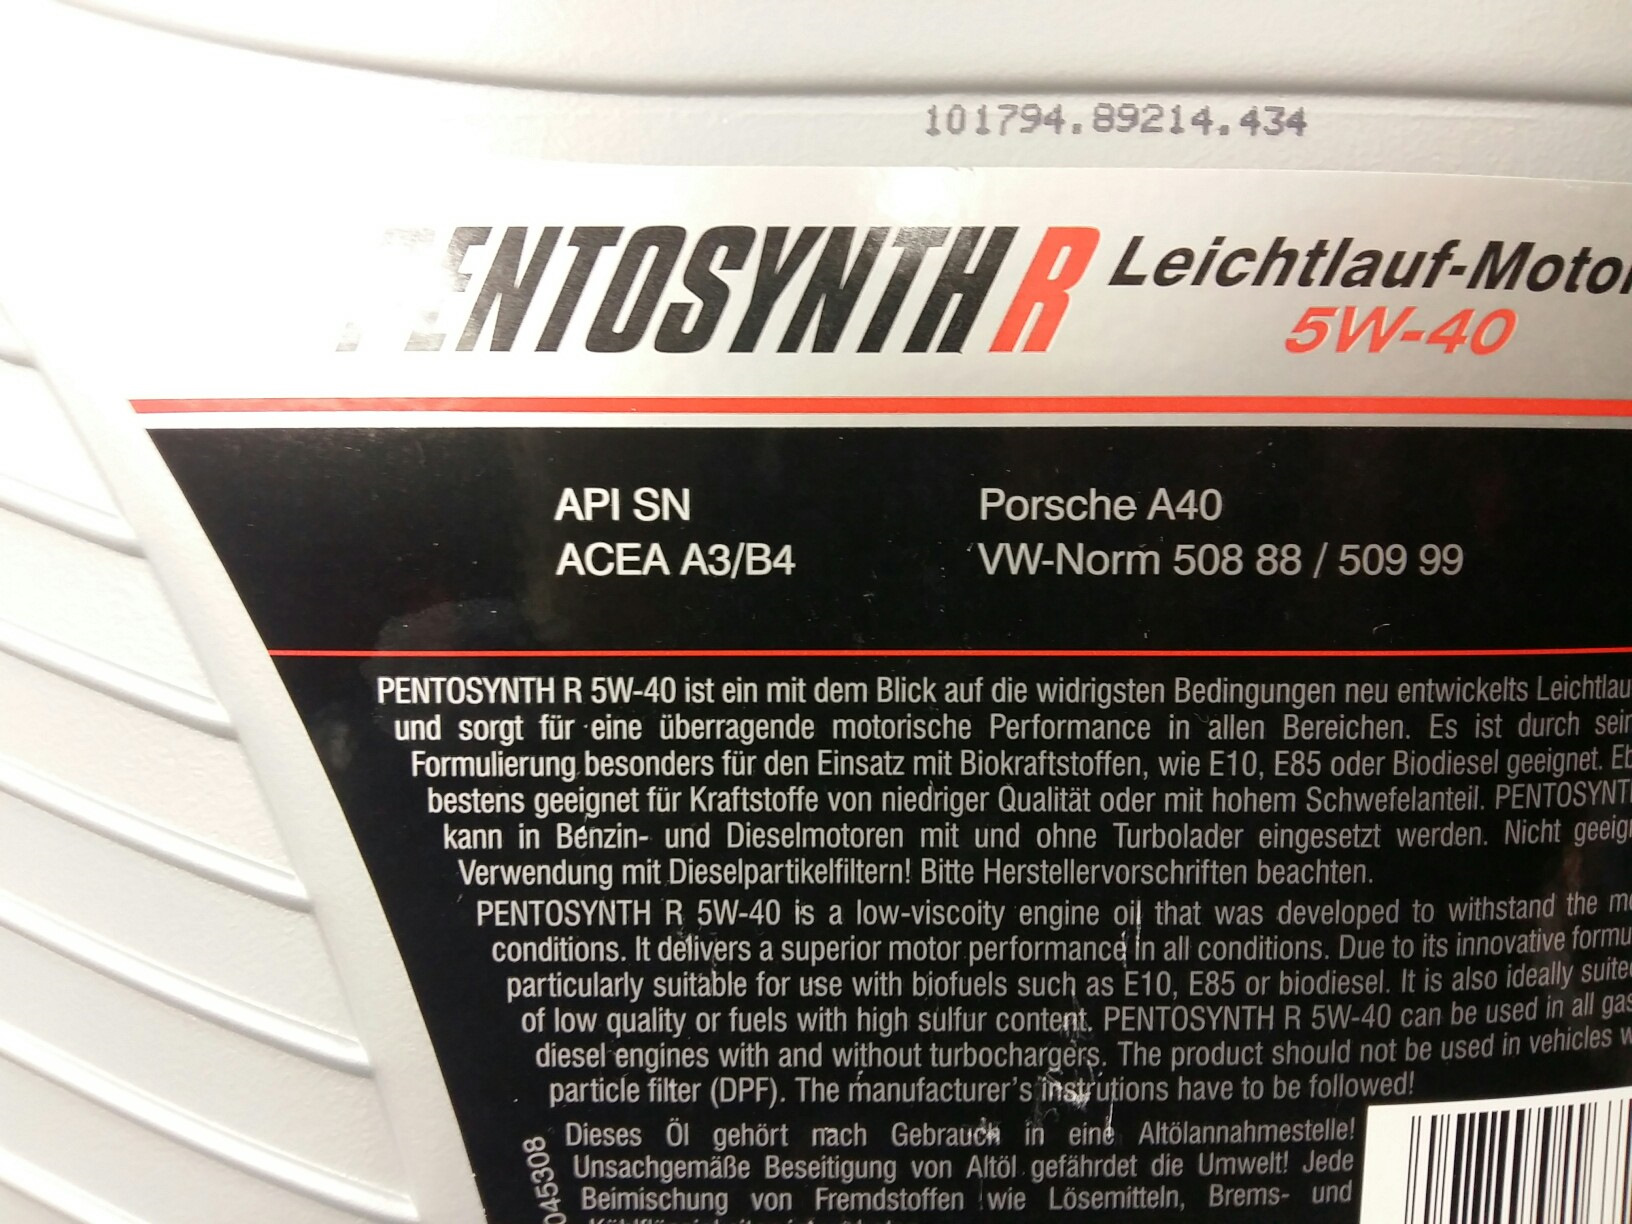 101794.89214.434
PENTOSYNTH R Leichtlauf-Motor
5W-40
API SN
ACEA A3/B4
Porsche A40
VW-Norm 508 88 / 509 99
PENTOSYNTH R 5W-40 ist ein mit dem Blick auf die widrigsten Bedingungen neu entwickelts Leichtlau
und sorgt für eine überragende motorische Performance in allen Bereichen. Es ist durch sein
Formulierung besonders für den Einsatz mit Biokraftstoffen, wie E10, E85 oder Biodiesel geeignet. Eb
bestens geeignet für Kraftstoffe von niedriger Qualität oder mit hohem Schwefelanteil. PENTOSYNTH
kann in Benzin- und Dieselmotoren mit und ohne Turbolader eingesetzt werden. Nicht geeig
Verwendung mit Dieselpartikelfiltern! Bitte Herstellervorschriften beachten.
PENTOSYNTH R 5W-40 is a low-viscoity engine oil that was developed to withstand the mo
conditions. It delivers a superior motor performance in all conditions. Due to its innovative formu
particularly suitable for use with biofuels such as E10, E85 or biodiesel. It is also ideally suite
of low quality or fuels with high sulfur content. PENTOSYNTH R 5W-40 can be used in all gas
diesel engines with and without turbochargers. The product should not be used in vehicles w
particle filter (DPF). The manufacturer's instrutions have to be followed!
Dieses Öl gehört nach Gebrauch in eine Altölannahmestelle!
Unsachgemäße Beseitigung von Altöl gefährdet die Umwelt! Jede
Beimischung von Fremdstoffen wie Lösemitteln, Brems- und
045308